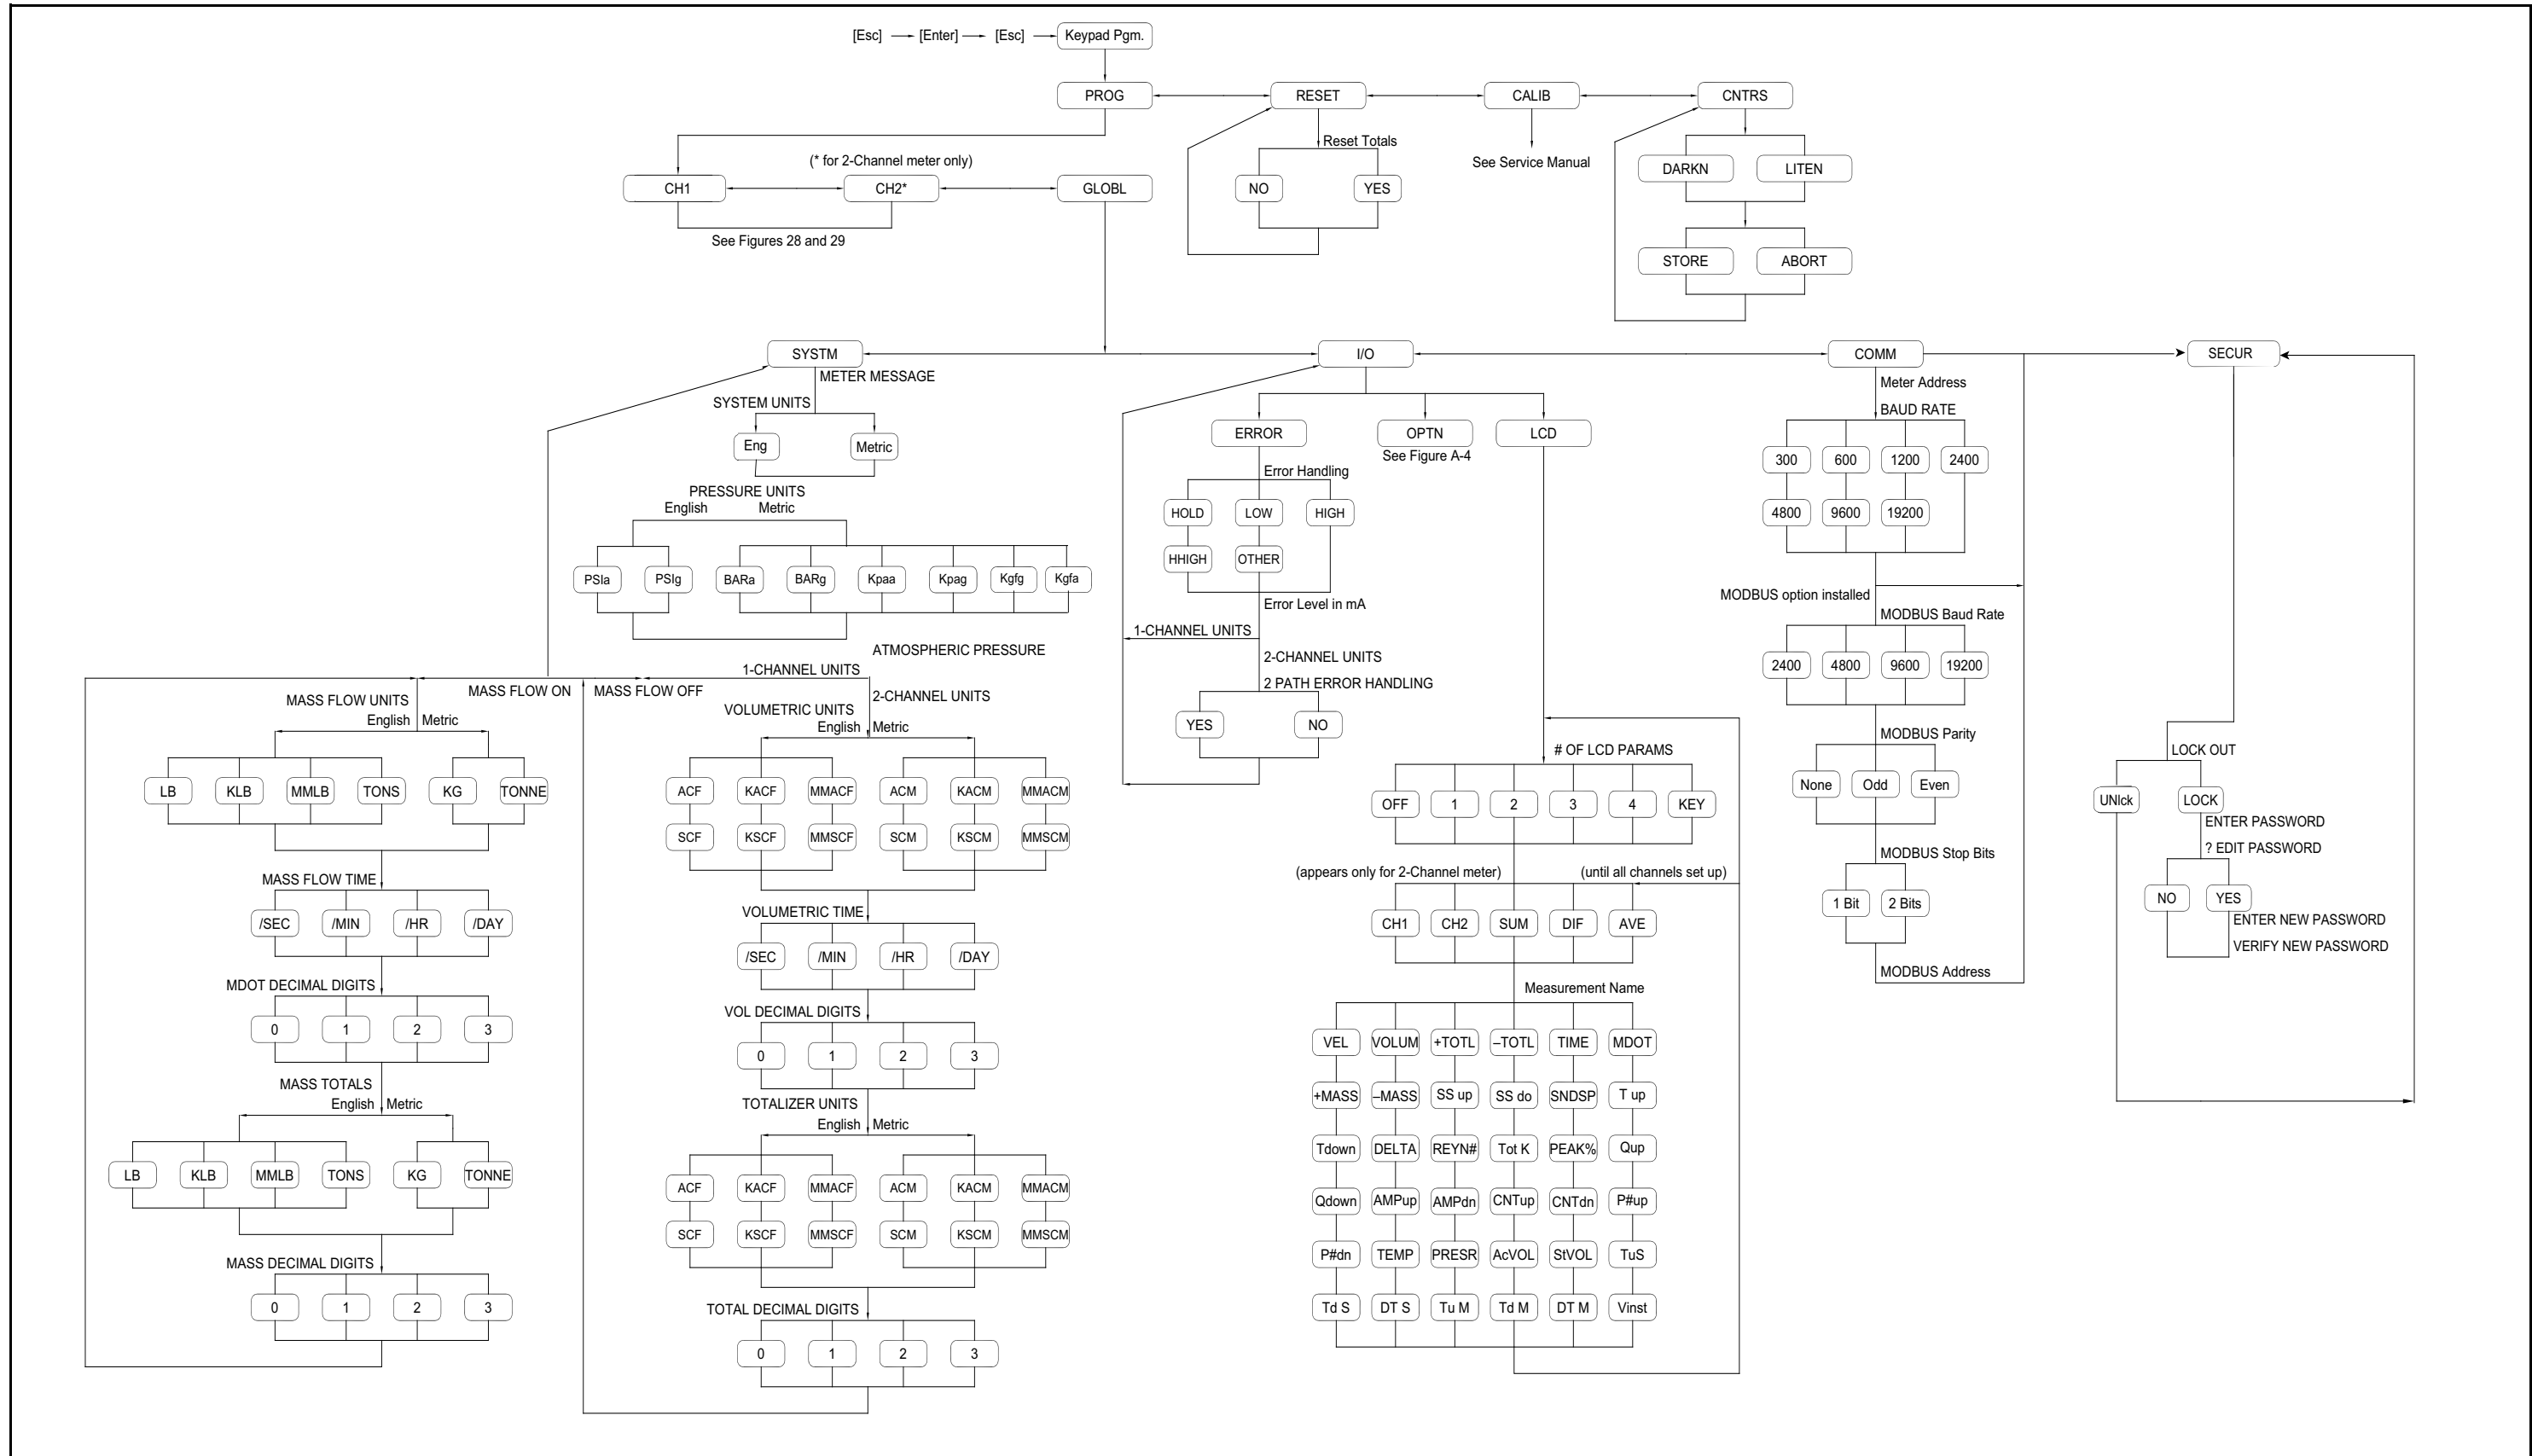 [Esc] [Enter] [Esc] Keypad Pgm.
PROG RESET CALIB CNTRS
Reset Totals
See Service Manual
(* for 2-Channel meter only)
DARKN LITEN
CH1 CH2* GLOBL
NO YES
See Figures 28 and 29
STORE ABORT
SYSTM I/O COMM SECUR
METER MESSAGE
SYSTEM UNITS
Eng Metric
PRESSURE UNITS
English Metric
PSIa PSIg BARa BARg Kpaa Kpag Kgfg Kgfa
ATMOSPHERIC PRESSURE
1-CHANNEL UNITS
MASS FLOW ON MASS FLOW OFF
2-CHANNEL UNITS
MASS FLOW UNITS
English Metric
LB KLB MMLB TONS KG TONNE
MASS FLOW TIME
/SEC /MIN /HR /DAY
MDOT DECIMAL DIGITS
0 1 2 3
MASS TOTALS
English Metric
LB KLB MMLB TONS KG TONNE
MASS DECIMAL DIGITS
0 1 2 3
VOLUMETRIC UNITS
English Metric
ACF KACF MMACF ACM KACM MMACM
SCF KSCF MMSCF SCM KSCM MMSCM
VOLUMETRIC TIME
/SEC /MIN /HR /DAY
VOL DECIMAL DIGITS
0 1 2 3
TOTALIZER UNITS
English Metric
ACF KACF MMACF ACM KACM MMACM
SCF KSCF MMSCF SCM KSCM MMSCM
TOTAL DECIMAL DIGITS
0 1 2 3
ERROR OPTN LCD
See Figure A-4
Error Handling
HOLD LOW HIGH
HHIGH OTHER
Error Level in mA
1-CHANNEL UNITS
2-CHANNEL UNITS
2 PATH ERROR HANDLING
YES NO
# OF LCD PARAMS
OFF 1 2 3 4 KEY
(appears only for 2-Channel meter) (until all channels set up)
CH1 CH2 SUM DIF AVE
Measurement Name
VEL VOLUM +TOTL –TOTL TIME MDOT
+MASS –MASS SS up SS do SNDSP T up
Tdown DELTA REYN# Tot K PEAK% Qup
Qdown AMPup AMPdn CNTup CNTdn P#up
P#dn TEMP PRESR AcVOL StVOL TuS
Td S DT S Tu M Td M DT M Vinst
Meter Address
BAUD RATE
300 600 1200 2400
4800 9600 19200
MODBUS option installed
MODBUS Baud Rate
2400 4800 9600 19200
MODBUS Parity
None Odd Even
MODBUS Stop Bits
1 Bit 2 Bits
MODBUS Address
LOCK OUT
UNlck LOCK
ENTER PASSWORD
? EDIT PASSWORD
NO YES
ENTER NEW PASSWORD
VERIFY NEW PASSWORD